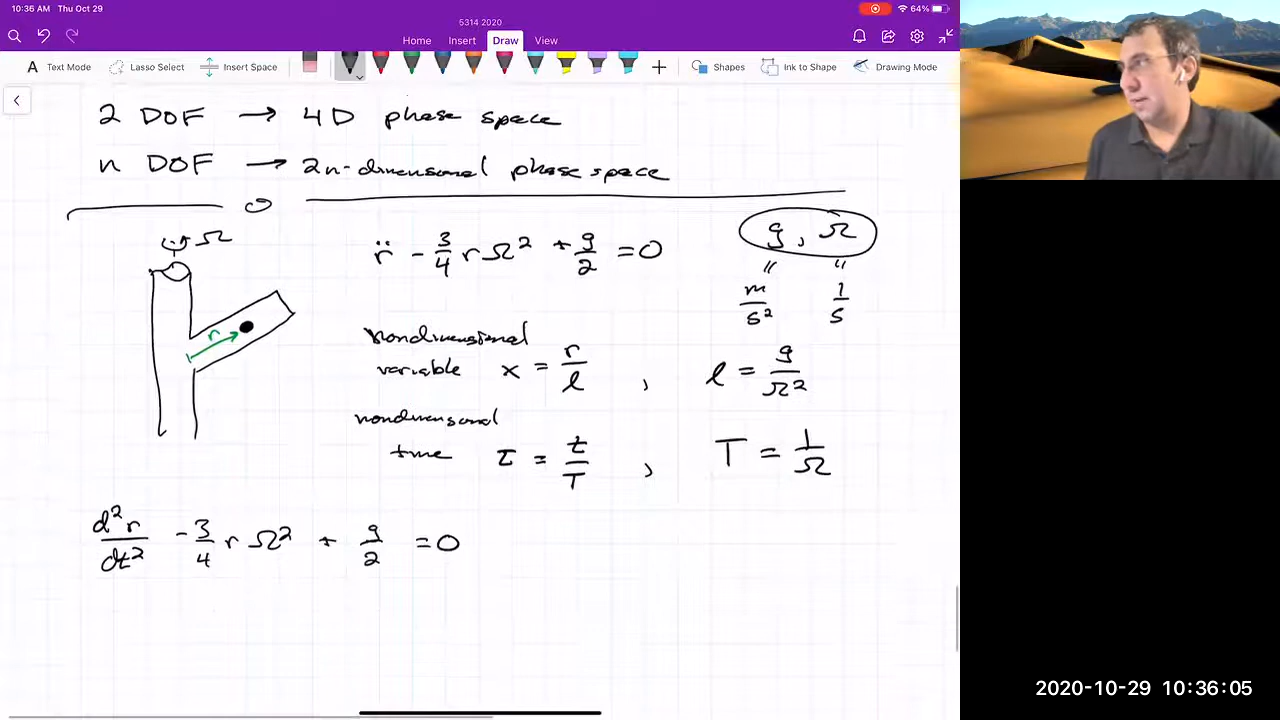 10:36 AM Thu Oct 29
64%
5314 2020
Home Insert Draw View
A Text Mode Lasso Select Insert Space Shapes Ink to Shape Drawing Mode
2 DOF → 4D phase space
n DOF → 2n-dimensional phase space
Ω
r̈ - 3/4 r Ω² + g/2 = 0
g, Ω
m/s² 1/s
r
nondimensional
variable x = r/l , l = g/Ω²
nondimensional
time τ = t/T , T = 1/Ω
d²r/dt² - 3/4 r Ω² + g/2 = 0
2020-10-29 10:36:05